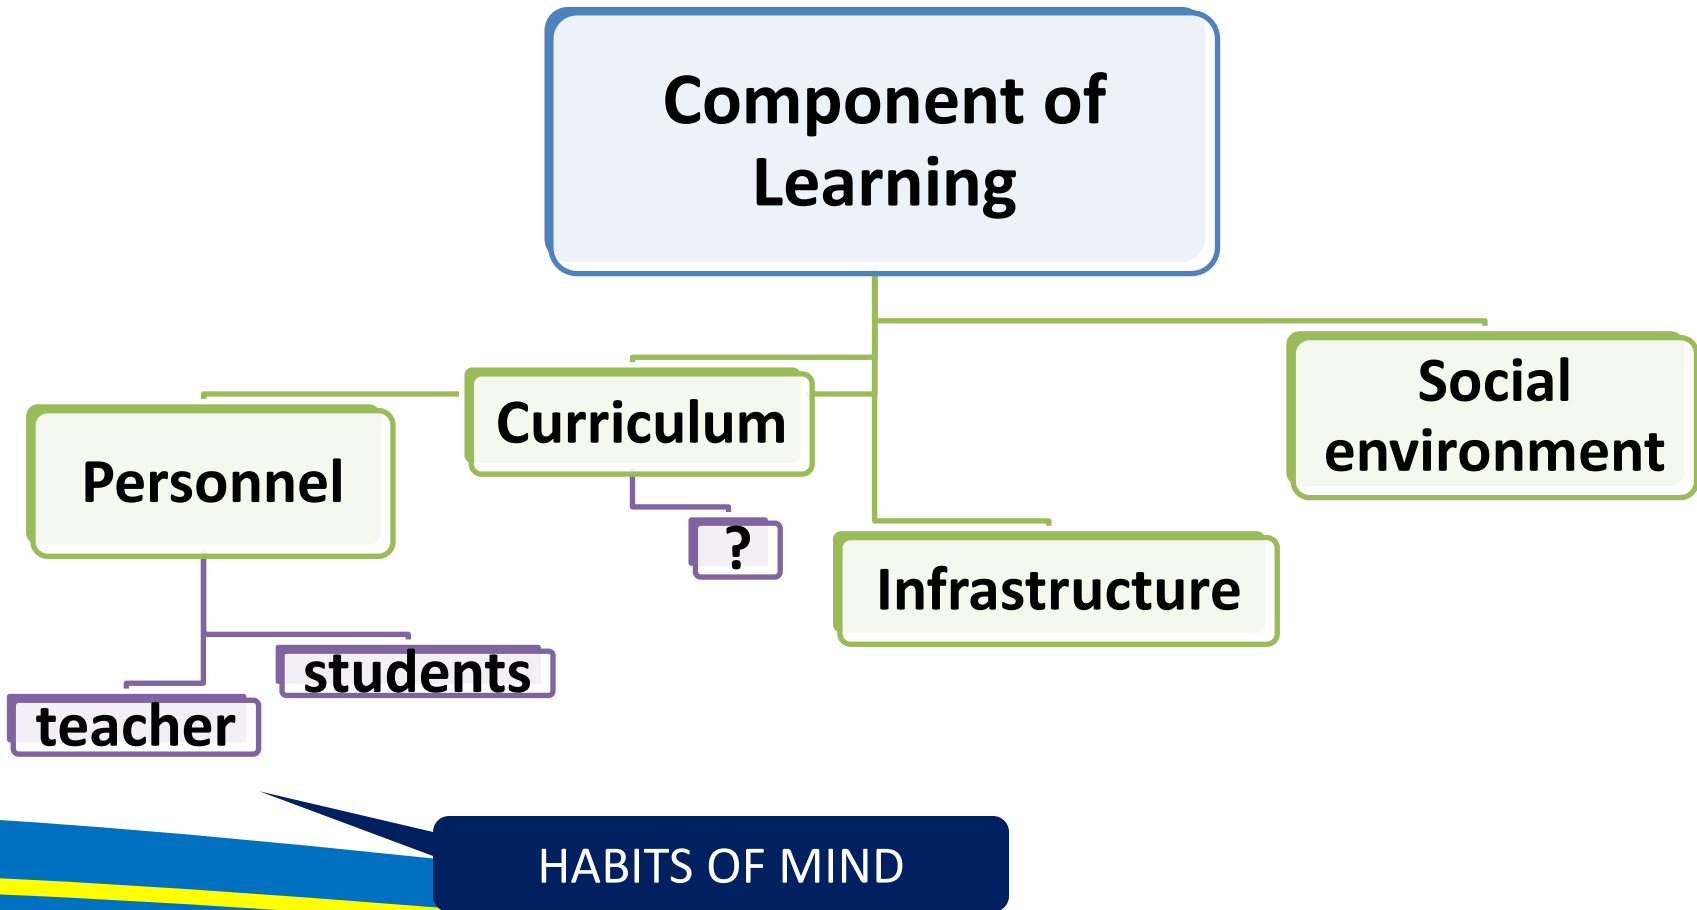 Component of
Learning
Social
environment
Curriculum
Personnel
?
Infrastructure
students
teacher
HABITS OF MIND